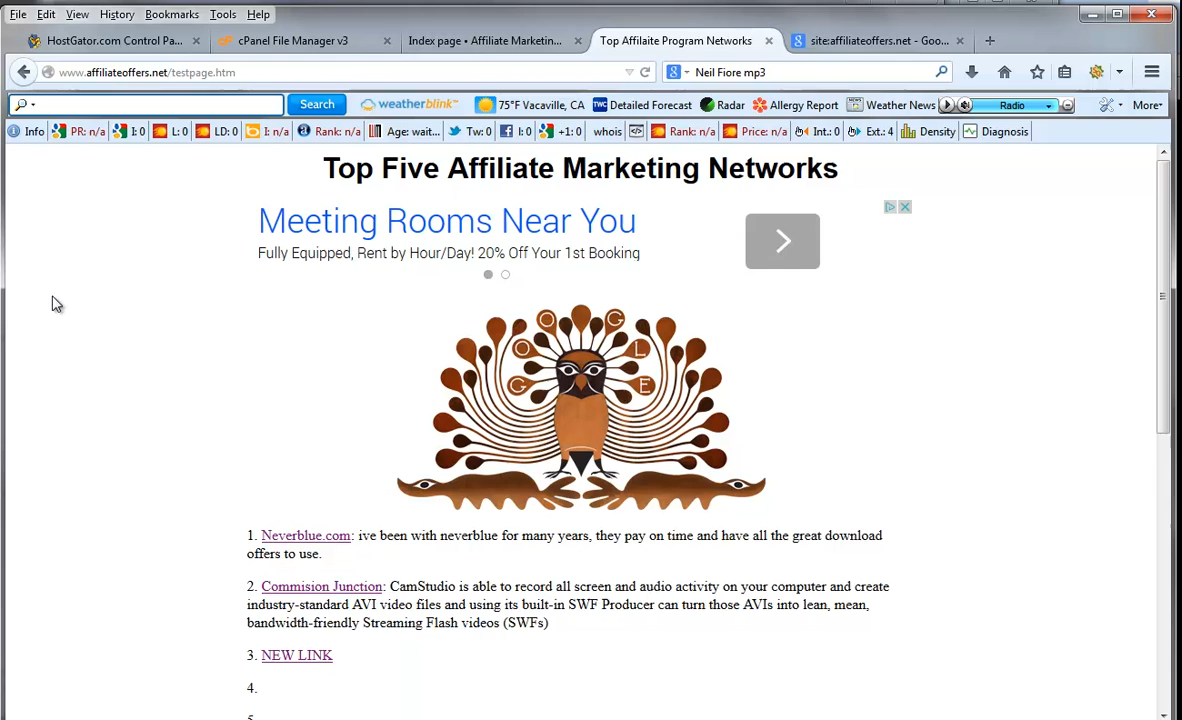 File Edit View History Bookmarks Tools Help
HostGator.com Control Pa... cPanel File Manager v3 Index page • Affiliate Marketin... Top Affilaite Program Networks site:affiliateoffers.net - Goo...
www.affiliateoffers.net/testpage.htm Neil Fiore mp3
Search weatherblink™ 75°F Vacaville, CA TWC Detailed Forecast Radar Allergy Report Weather News Radio More
Info PR: n/a I: 0 L: 0 LD: 0 I: n/a Rank: n/a Age: wait... Tw: 0 I: 0 +1: 0 whois Rank: n/a Price: n/a Int.: 0 Ext.: 4 Density Diagnosis
Top Five Affiliate Marketing Networks
Meeting Rooms Near You
Fully Equipped, Rent by Hour/Day! 20% Off Your 1st Booking
GOOGLE
1. Neverblue.com: ive been with neverblue for many years, they pay on time and have all the great download
offers to use.
2. Commision Junction: CamStudio is able to record all screen and audio activity on your computer and create
industry-standard AVI video files and using its built-in SWF Producer can turn those AVIs into lean, mean,
bandwidth-friendly Streaming Flash videos (SWFs)
3. NEW LINK
4.
5.